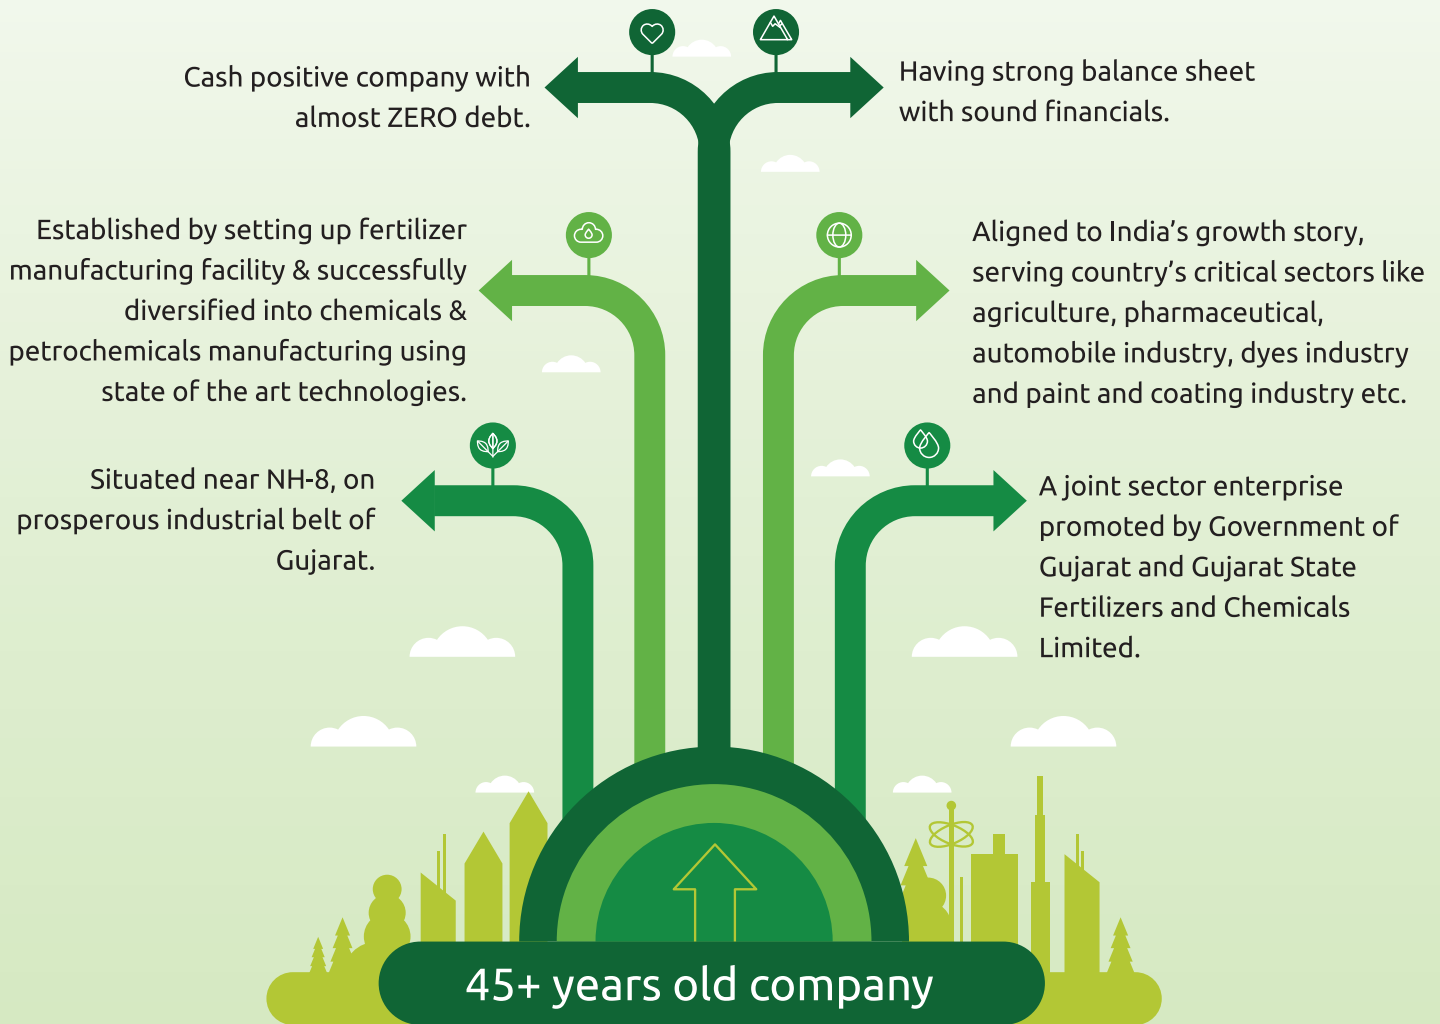 Cash positive company with
almost ZERO debt.
Having strong balance sheet
with sound financials.
Established by setting up fertilizer
manufacturing facility & successfully
diversified into chemicals &
petrochemicals manufacturing using
state of the art technologies.
Aligned to India’s growth story,
serving country’s critical sectors like
agriculture, pharmaceutical,
automobile industry, dyes industry
and paint and coating industry etc.
Situated near NH-8, on
prosperous industrial belt of
Gujarat.
A joint sector enterprise
promoted by Government of
Gujarat and Gujarat State
Fertilizers and Chemicals
Limited.
45+ years old company